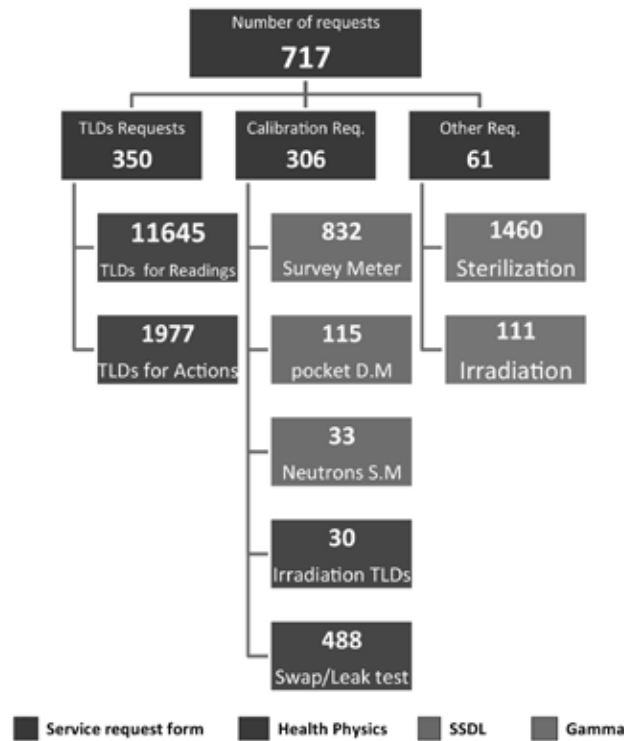 Number of requests
717
TLDs Requests
350
Calibration Req.
306
Other Req.
61
11645
TLDs for Readings
1977
TLDs for Actions
832
Survey Meter
115
pocket D.M
33
Neutrons S.M
30
Irradiation TLDs
488
Swap/Leak test
1460
Sterilization
111
Irradiation
Service request form
Health Physics
SSDL
Gamma